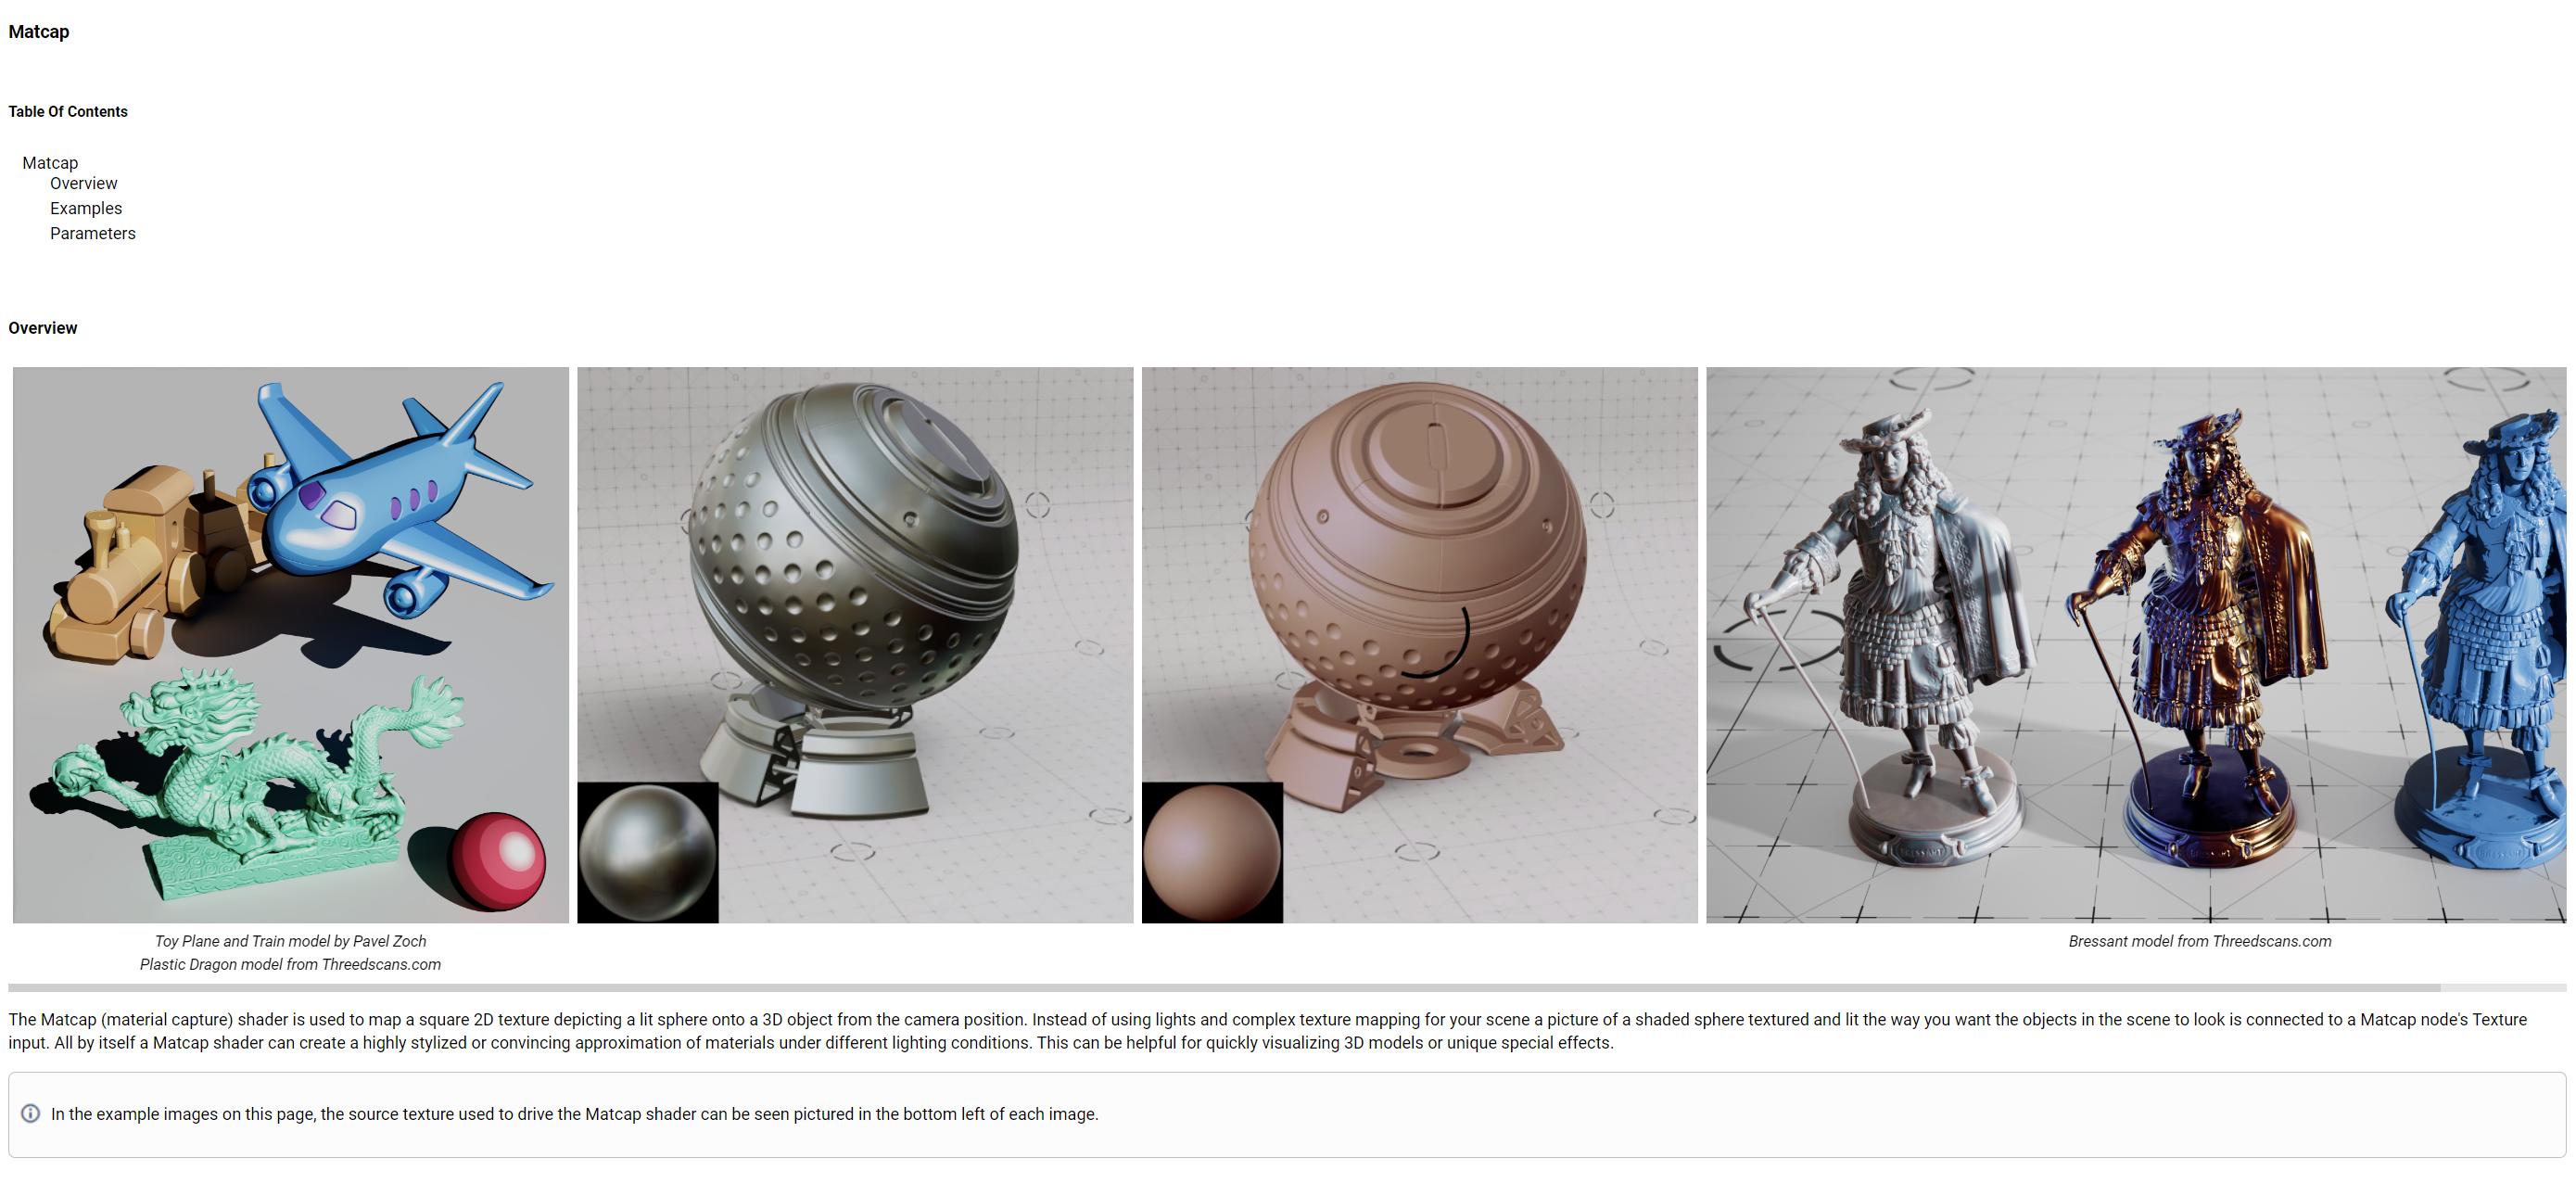 Matcap
Table Of Contents
Matcap
Overview
Examples
Parameters
Overview
Toy Plane and Train model by Pavel Zoch
Plastic Dragon model from Threedscans.com
Bressant model from Threedscans.com
The Matcap (material capture) shader is used to map a square 2D texture depicting a lit sphere onto a 3D object from the camera position. Instead of using lights and complex texture mapping for your scene a picture of a shaded sphere textured and lit the way you want the objects in the scene to look is connected to a Matcap node's Texture
input. All by itself a Matcap shader can create a highly stylized or convincing approximation of materials under different lighting conditions. This can be helpful for quickly visualizing 3D models or unique special effects.
In the example images on this page, the source texture used to drive the Matcap shader can be seen pictured in the bottom left of each image.